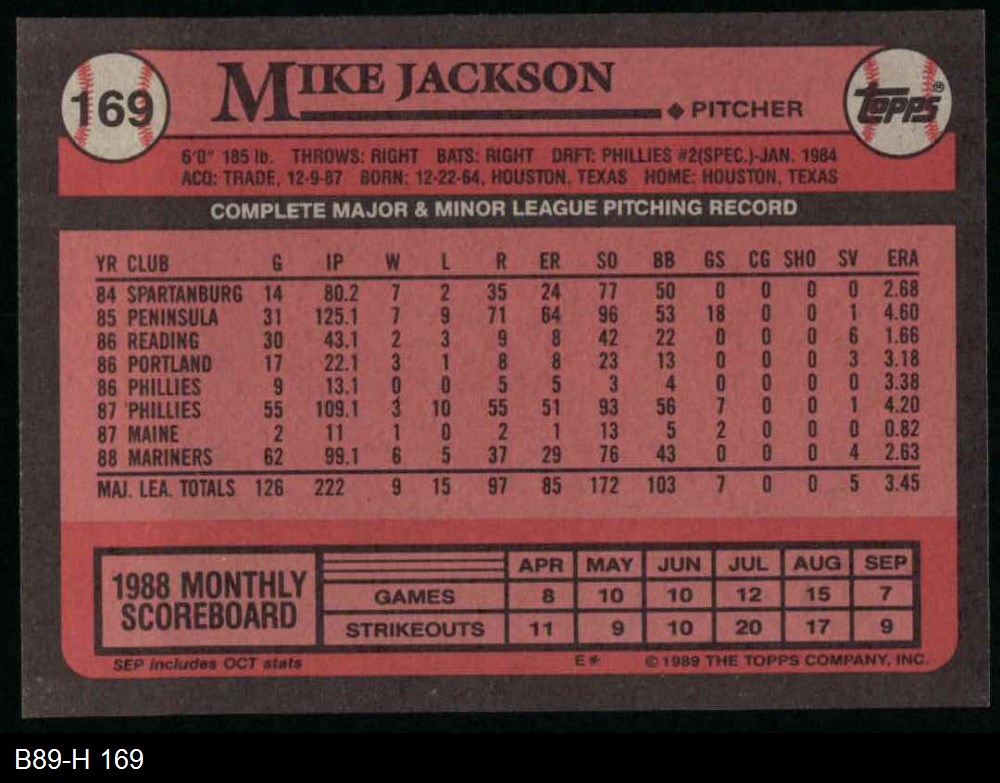 169
MIKE JACKSON
◆ PITCHER
Topps®
6'0" 185 lb. THROWS: RIGHT BATS: RIGHT DRFT: PHILLIES #2(SPEC.)-JAN. 1984
ACQ: TRADE, 12-9-87 BORN: 12-22-64, HOUSTON, TEXAS HOME: HOUSTON, TEXAS
COMPLETE MAJOR & MINOR LEAGUE PITCHING RECORD
YR CLUB G IP W L R ER SO BB GS CG SHO SV ERA
84 SPARTANBURG 14 80.2 7 2 35 24 77 50 0 0 0 0 2.68
85 PENINSULA 31 125.1 7 9 71 64 96 53 18 0 0 1 4.60
86 READING 30 43.1 2 3 9 8 42 22 0 0 0 6 1.66
86 PORTLAND 17 22.1 3 1 8 8 23 13 0 0 0 3 3.18
86 PHILLIES 9 13.1 0 0 5 5 3 4 0 0 0 0 3.38
87 PHILLIES 55 109.1 3 10 55 51 93 56 7 0 0 1 4.20
87 MAINE 2 11 1 0 2 1 13 5 2 0 0 0 0.82
88 MARINERS 62 99.1 6 5 37 29 76 43 0 0 0 4 2.63
MAJ. LEA. TOTALS 126 222 9 15 97 85 172 103 7 0 0 5 3.45
1988 MONTHLY
SCOREBOARD
APR MAY JUN JUL AUG SEP
GAMES 8 10 10 12 15 7
STRIKEOUTS 11 9 10 20 17 9
SEP includes OCT stats
E* ©1989 THE TOPPS COMPANY, INC.
B89-H 169